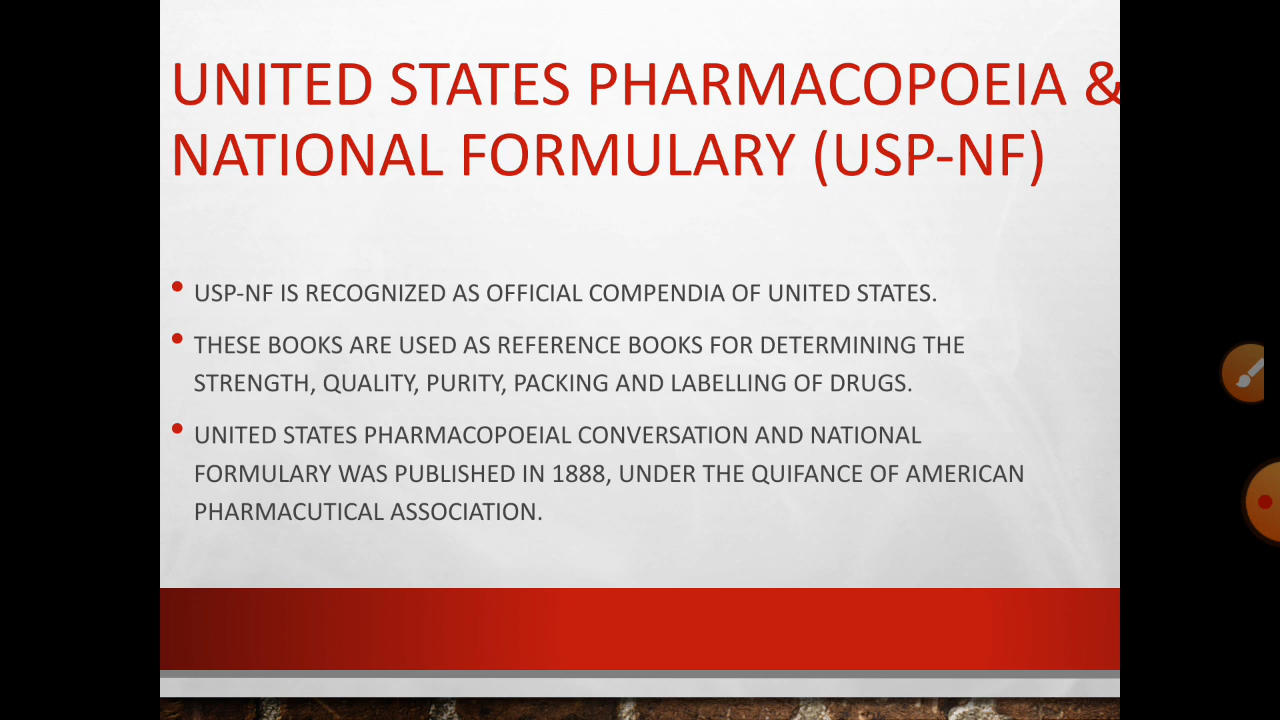 UNITED STATES PHARMACOPOEIA &
NATIONAL FORMULARY (USP-NF)
• USP-NF IS RECOGNIZED AS OFFICIAL COMPENDIA OF UNITED STATES.
• THESE BOOKS ARE USED AS REFERENCE BOOKS FOR DETERMINING THE
STRENGTH, QUALITY, PURITY, PACKING AND LABELLING OF DRUGS.
• UNITED STATES PHARMACOPOEIAL CONVERSATION AND NATIONAL
FORMULARY WAS PUBLISHED IN 1888, UNDER THE QUIFANCE OF AMERICAN
PHARMACUTICAL ASSOCIATION.